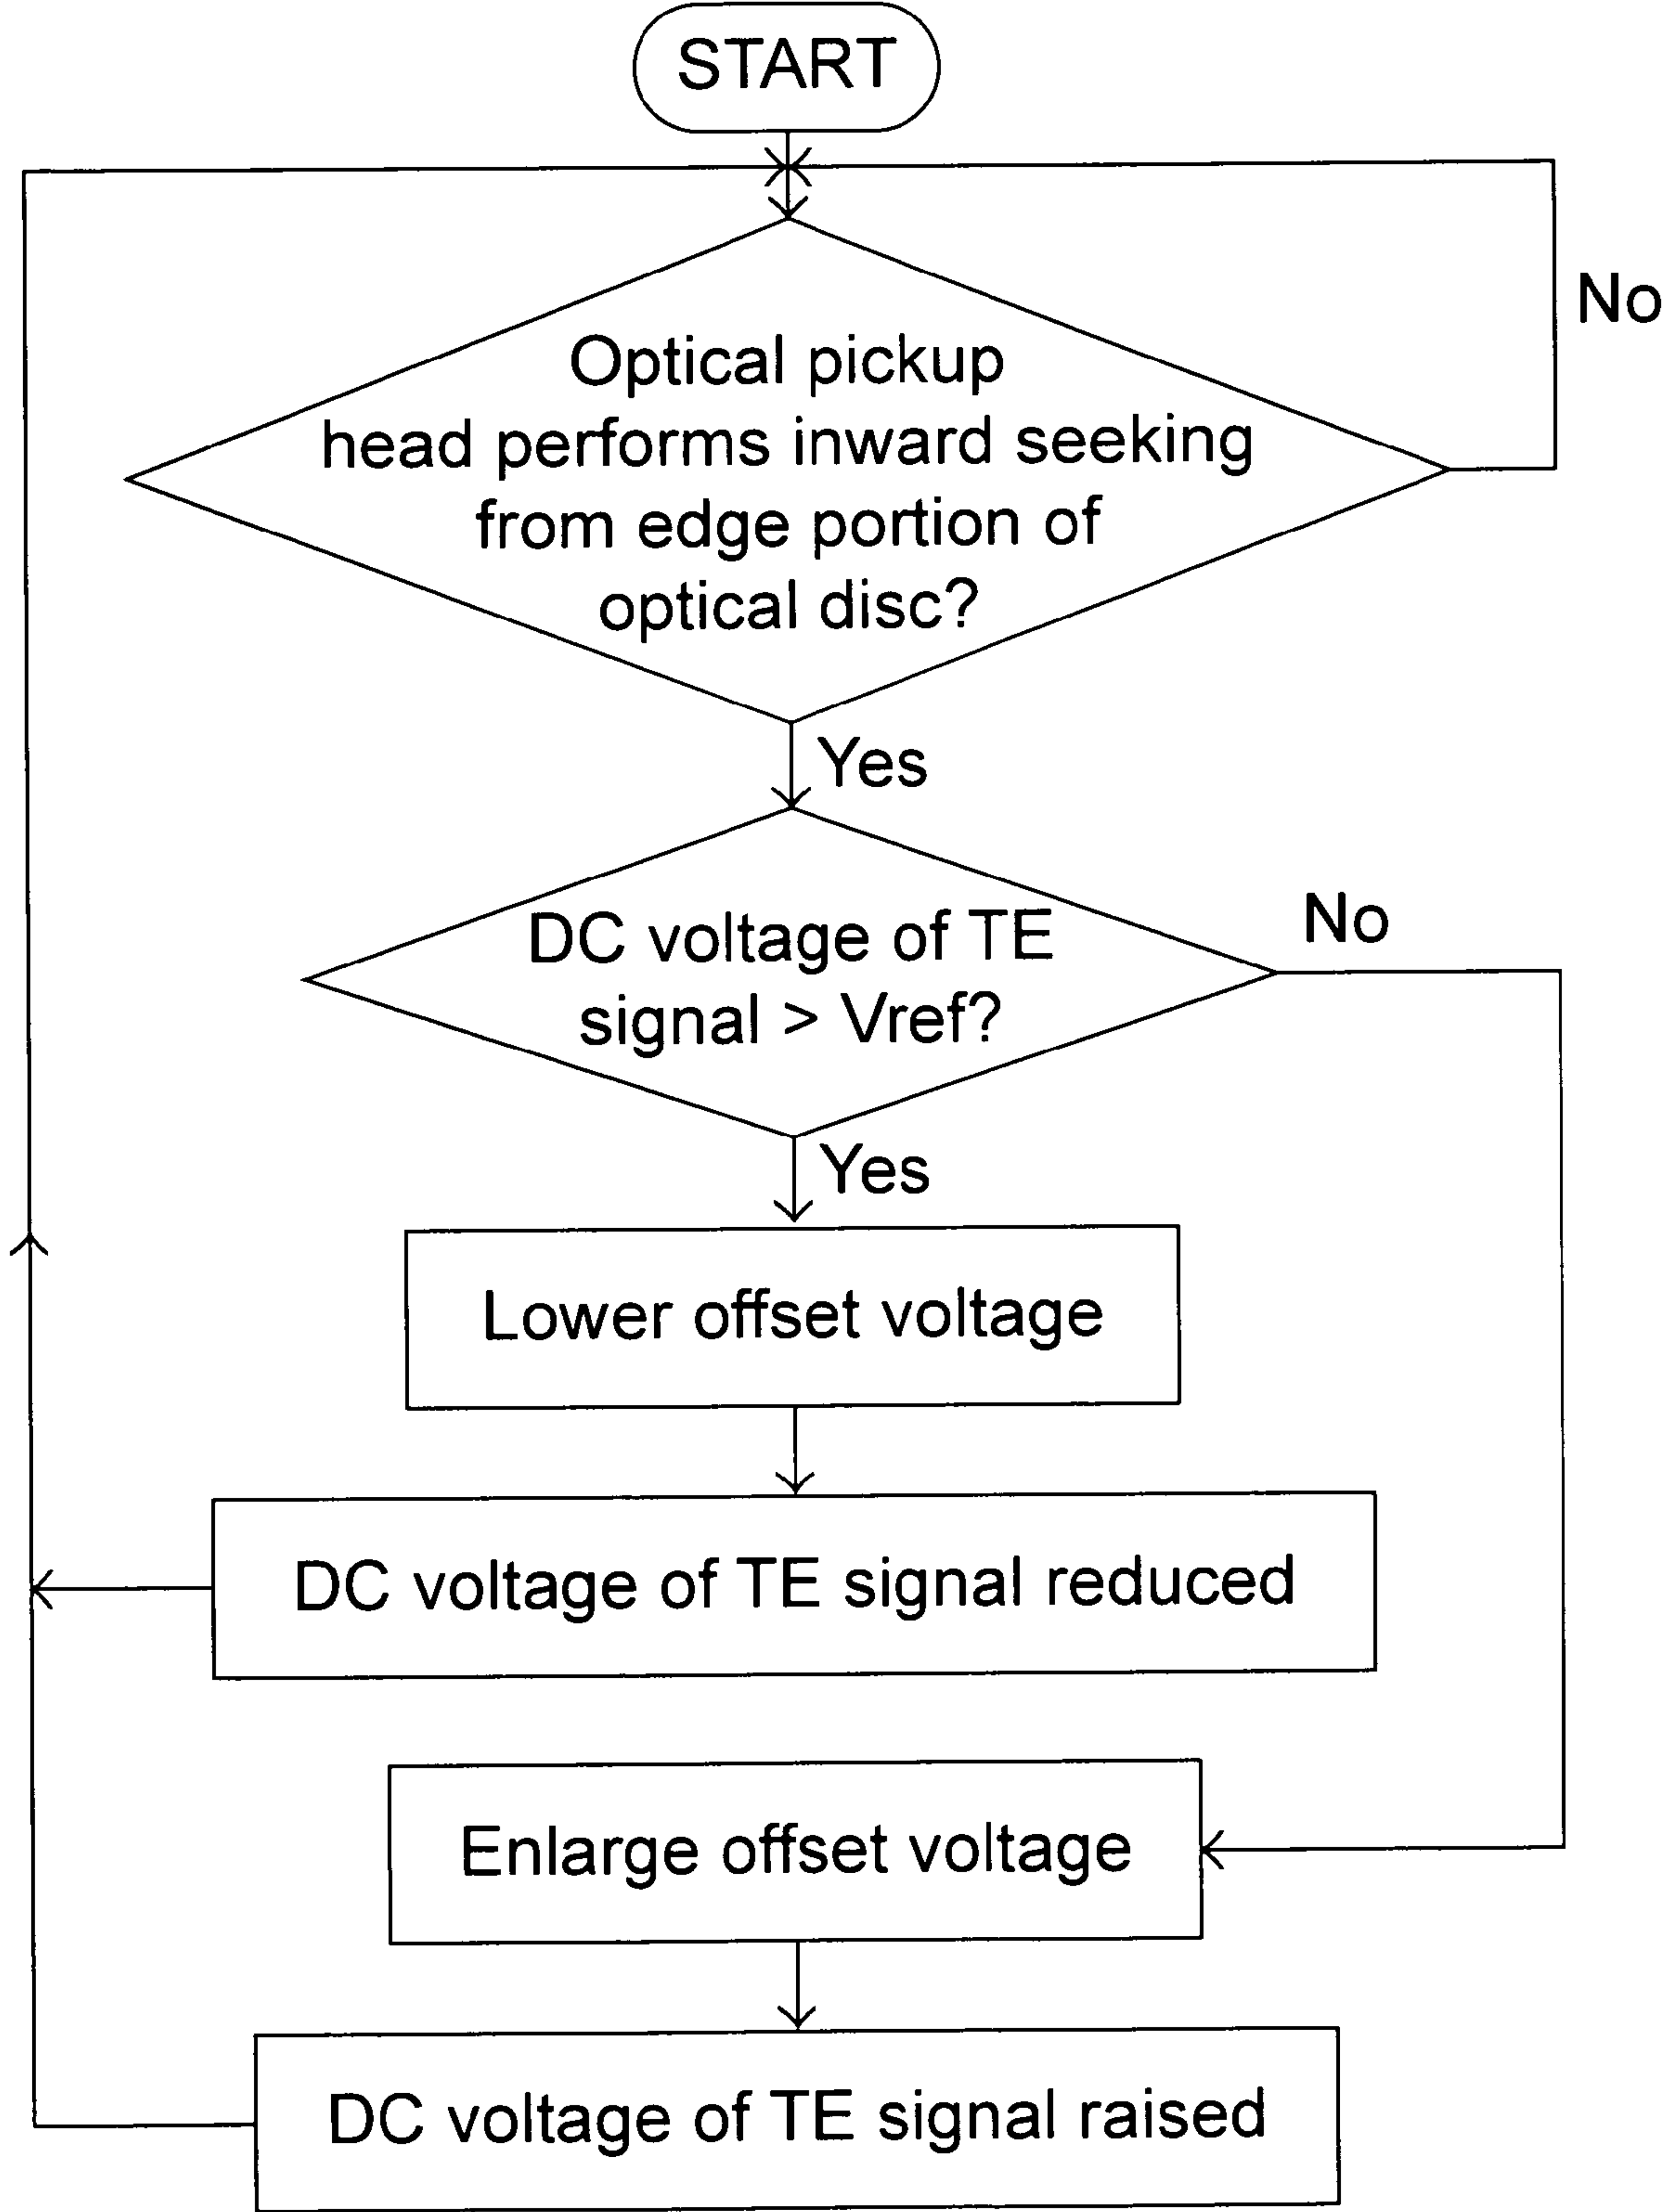 START
No
Optical pickup
head performs inward seeking
from edge portion of
optical disc?
Yes
DC voltage of TE
signal > Vref?
No
Yes
Lower offset voltage
DC voltage of TE signal reduced
Enlarge offset voltage
DC voltage of TE signal raised